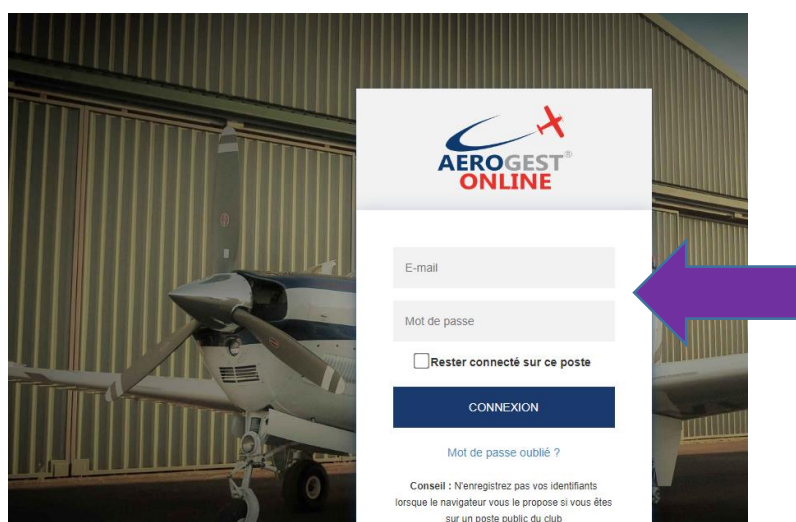 AEROGEST®
ONLINE
E-mail
Mot de passe
Rester connecté sur ce poste
CONNEXION
Mot de passe oublié ?
Conseil : N'enregistrez pas vos identifiants
lorsque le navigateur vous le propose si vous êtes
sur un poste public du club